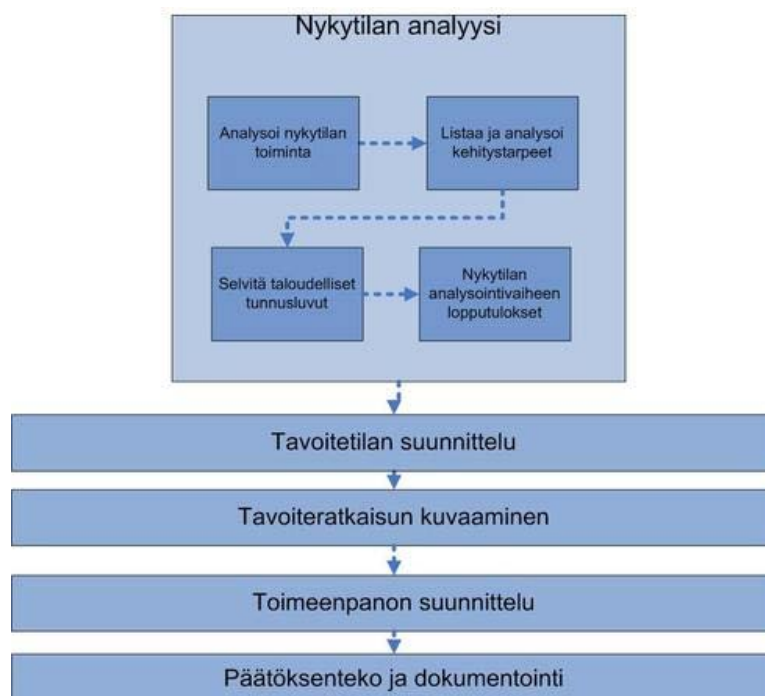 Nykytilan analyysi
Analysoi nykytilan
toiminta
Listaa ja analysoi
kehitystarpeet
Selvitä taloudelliset
tunnusluvut
Nykytilan
analysointivaiheen
lopputulokset
Tavoitetilan suunnittelu
Tavoiteratkaisun kuvaaminen
Toimeenpanon suunnittelu
Päätöksenteko ja dokumentointi